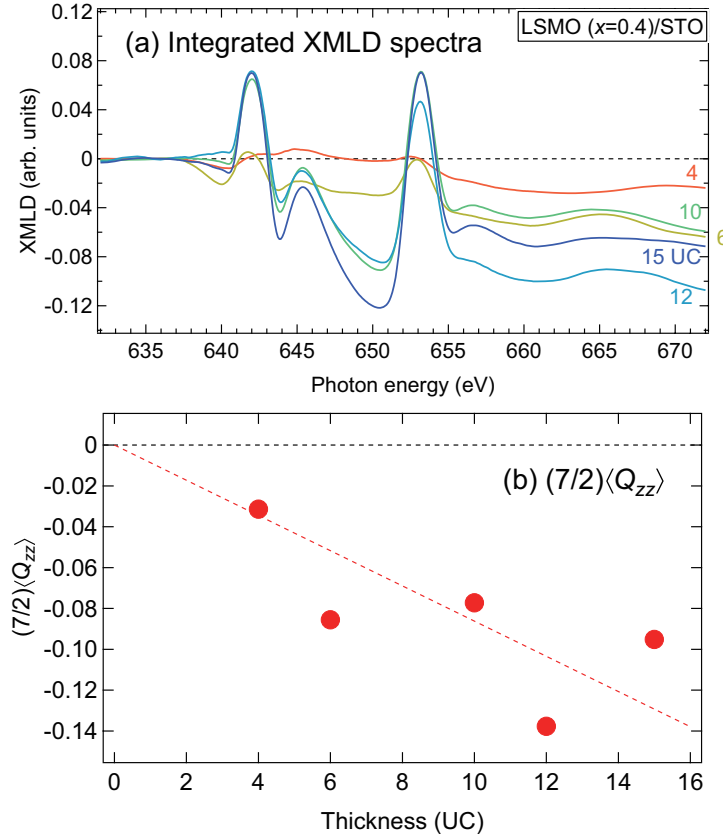 0.12
(a) Integrated XMLD spectra
LSMO (x=0.4)/STO
0.08
0.04
0
-0.04
-0.08
-0.12
XMLD (arb. units)
4
10
6
15 UC
12
635 640 645 650 655 660 665 670
Photon energy (eV)
0
(b) (7/2)⟨Qzz⟩
-0.02
-0.04
-0.06
-0.08
-0.10
-0.12
-0.14
(7/2)⟨Qzz⟩
0 2 4 6 8 10 12 14 16
Thickness (UC)